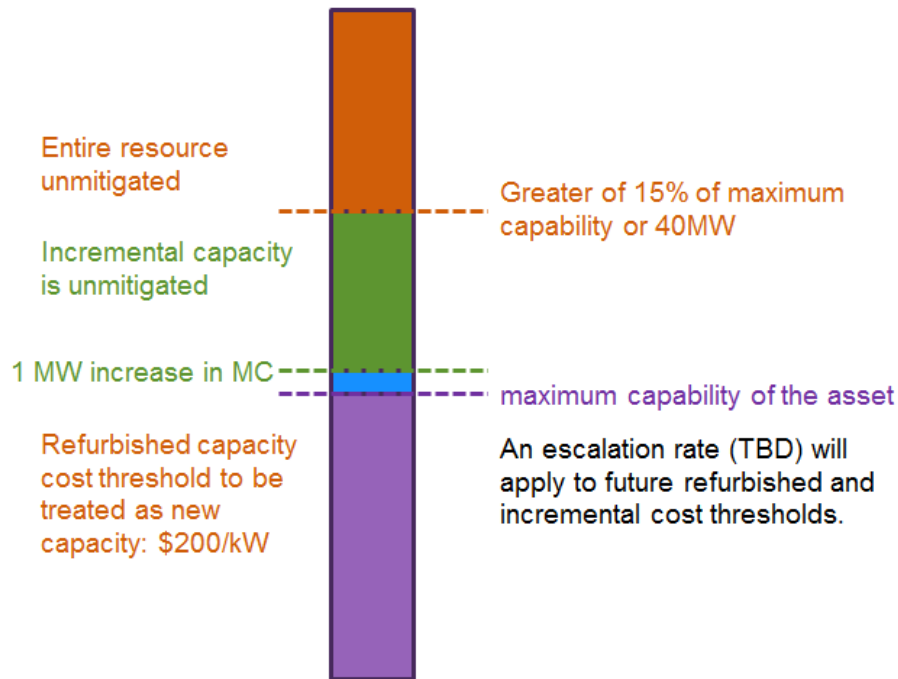 Entire resource
unmitigated
Greater of 15% of maximum
capability or 40MW
Incremental capacity
is unmitigated
1 MW increase in MC
maximum capability of the asset
Refurbished capacity
cost threshold to be
treated as new
capacity: $200/kW
An escalation rate (TBD) will
apply to future refurbished and
incremental cost thresholds.